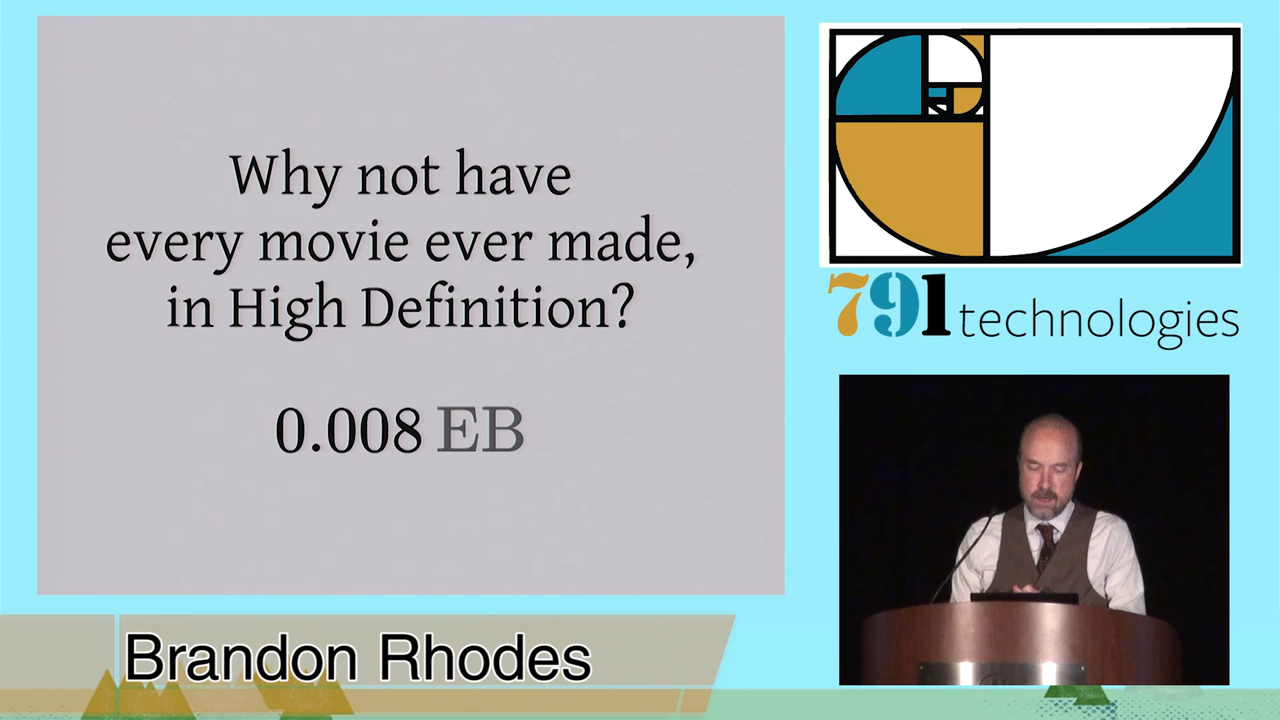 Why not have
every movie ever made,
in High Definition?
0.008 EB
791 technologies
Brandon Rhodes